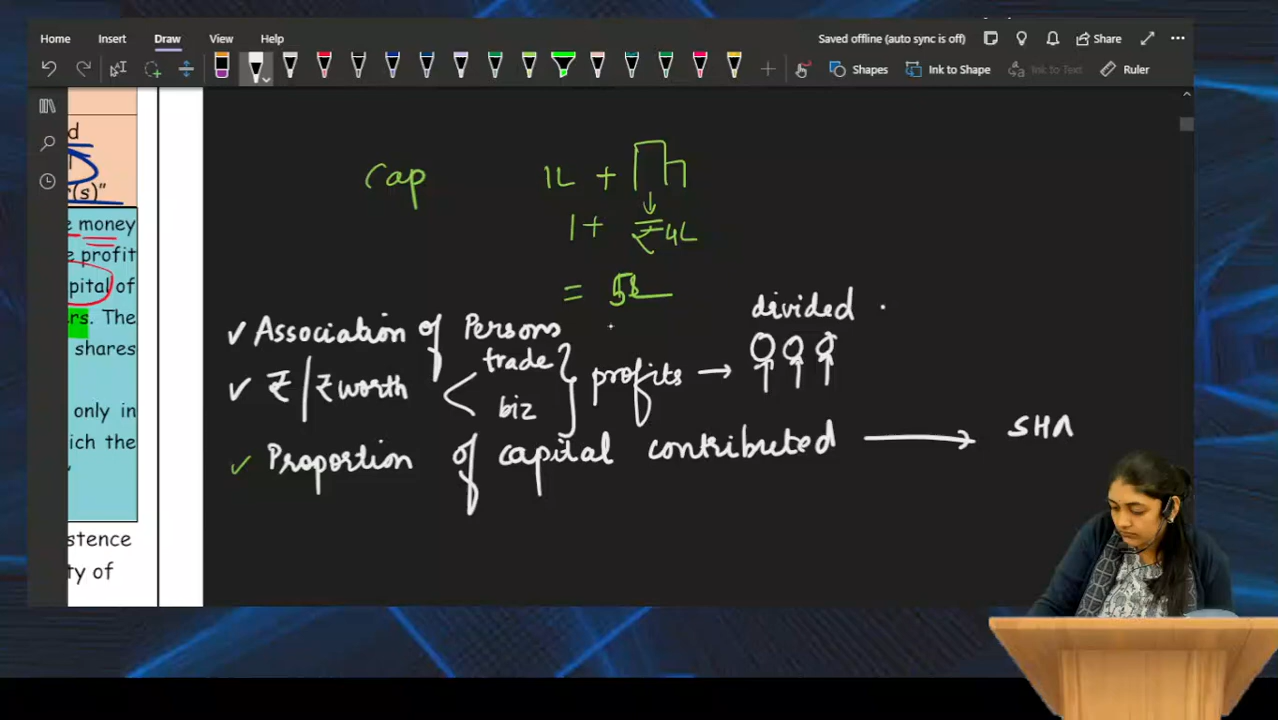 Home Insert Draw View Help Saved offline (auto sync is off) Share
Shapes Ink to Shape Ink to Text Ruler
d
r(s)"
e money
e profit
pital of
ers. The
shares
only in
ich the
stence
ty of
Cap 1L +
1 + ₹4L
= 5L
divided
✓ Association of Persons
✓ ₹/₹worth trade biz } profits →
✓ Proportion of capital contributed → SHA